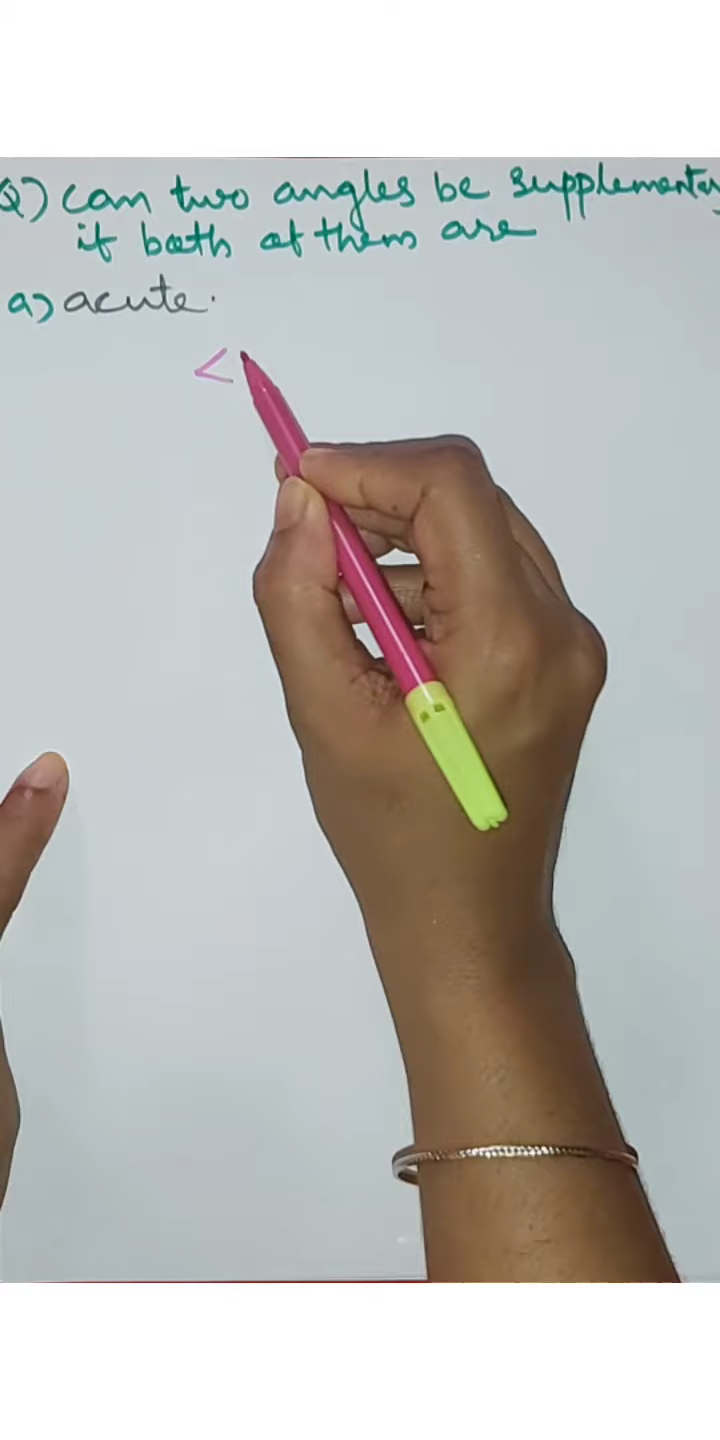 Q) can two angles be supplementary
if both of them are
a) acute.
<